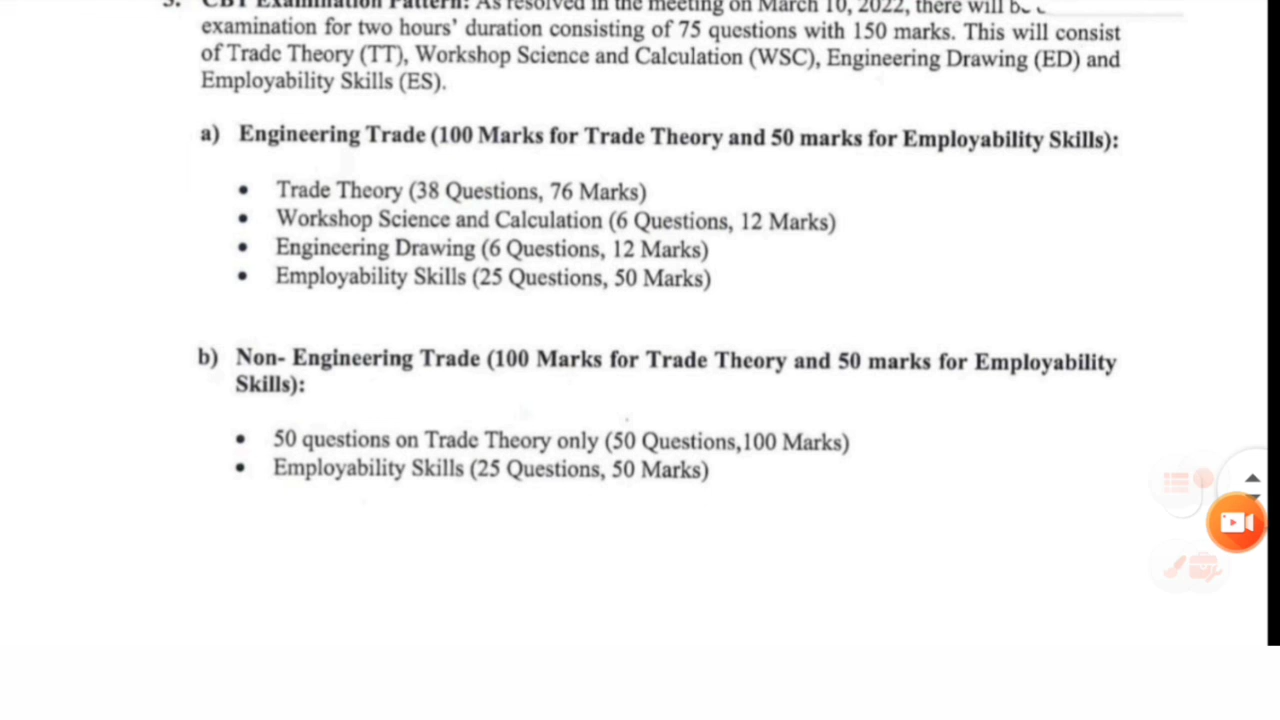 3. CBT Examination Pattern: As resolved in the meeting on March 10, 2022, there will
examination for two hours' duration consisting of 75 questions with 150 marks. This will consist
of Trade Theory (TT), Workshop Science and Calculation (WSC), Engineering Drawing (ED) and
Employability Skills (ES).
a) Engineering Trade (100 Marks for Trade Theory and 50 marks for Employability Skills):
• Trade Theory (38 Questions, 76 Marks)
• Workshop Science and Calculation (6 Questions, 12 Marks)
• Engineering Drawing (6 Questions, 12 Marks)
• Employability Skills (25 Questions, 50 Marks)
b) Non- Engineering Trade (100 Marks for Trade Theory and 50 marks for Employability
Skills):
• 50 questions on Trade Theory only (50 Questions,100 Marks)
• Employability Skills (25 Questions, 50 Marks)